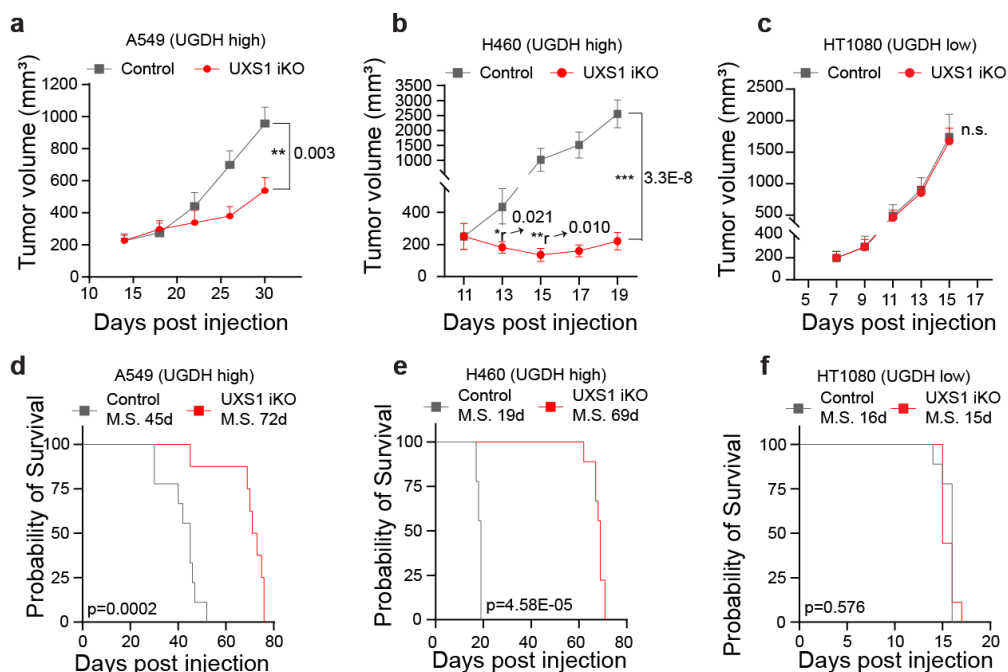 a
A549 (UGDH high)
Control UXS1 iKO
Tumor volume (mm³)
1200
1000
800
600
400
200
0
** 0.003
10 15 20 25 30
Days post injection
b
H460 (UGDH high)
Control UXS1 iKO
Tumor volume (mm³)
3500
3000
2500
2000
1500
1000
400
200
0
*** 3.3E-8
*r 0.021
**r 0.010
11 13 15 17 19
Days post injection
c
HT1080 (UGDH low)
Control UXS1 iKO
Tumor volume (mm³)
2000
1500
1000
500
400
200
0
n.s.
5 7 9 11 13 15 17
Days post injection
d
A549 (UGDH high)
Control UXS1 iKO
M.S. 45d M.S. 72d
Probability of Survival
100
75
50
25
0
p=0.0002
0 20 40 60 80
Days post injection
e
H460 (UGDH high)
Control UXS1 iKO
M.S. 19d M.S. 69d
Probability of Survival
100
75
50
25
0
p=4.58E-05
0 20 40 60 80
Days post injection
f
HT1080 (UGDH low)
Control UXS1 iKO
M.S. 16d M.S. 15d
Probability of Survival
100
75
50
25
0
p=0.576
0 5 10 15 20
Days post injection